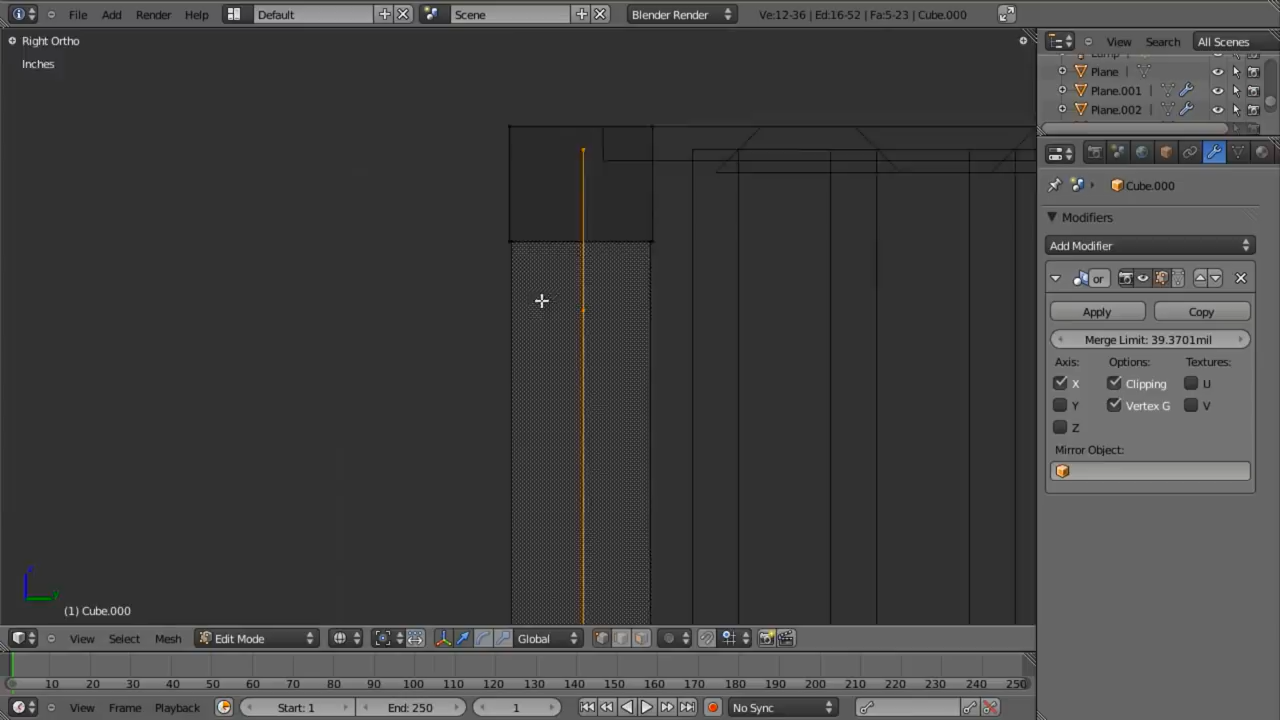 File Add Render Help Default Scene Blender Render Ve:12-36 | Ed:16-52 | Fa:5-23 | Cube.000
Right Ortho
Inches
View Search All Scenes
Plane
Plane.001
Plane.002
Cube.000
Modifiers
Add Modifier
or
Apply Copy
Merge Limit: 39.3701mil
Axis: Options: Textures:
X Clipping U
Y Vertex G V
Z
Mirror Object:
(1) Cube.000
View Select Mesh Edit Mode Global
10 20 30 40 50 60 70 80 90 100 110 120 130 140 150 160 170 180 190 200 210 220 230 240 250
View Frame Playback Start: 1 End: 250 1 No Sync